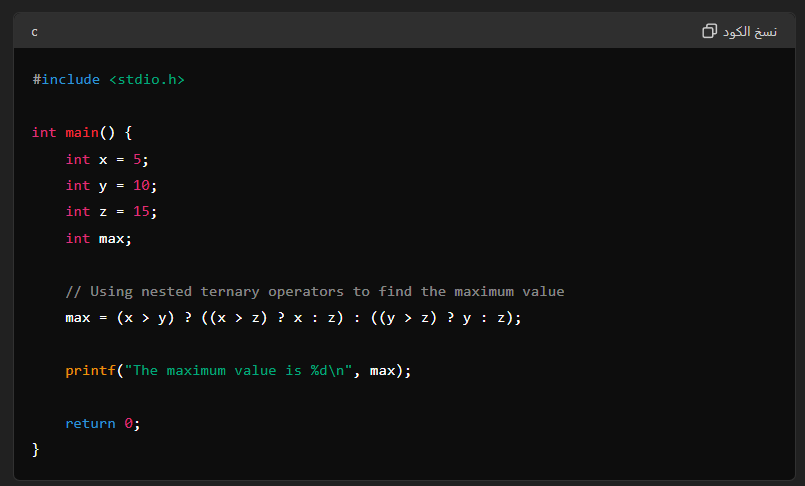 c
نسخ الكود
#include <stdio.h>
int main() {
    int x = 5;
    int y = 10;
    int z = 15;
    int max;
    // Using nested ternary operators to find the maximum value
    max = (x > y) ? ((x > z) ? x : z) : ((y > z) ? y : z);
    printf("The maximum value is %d\n", max);
    return 0;
}